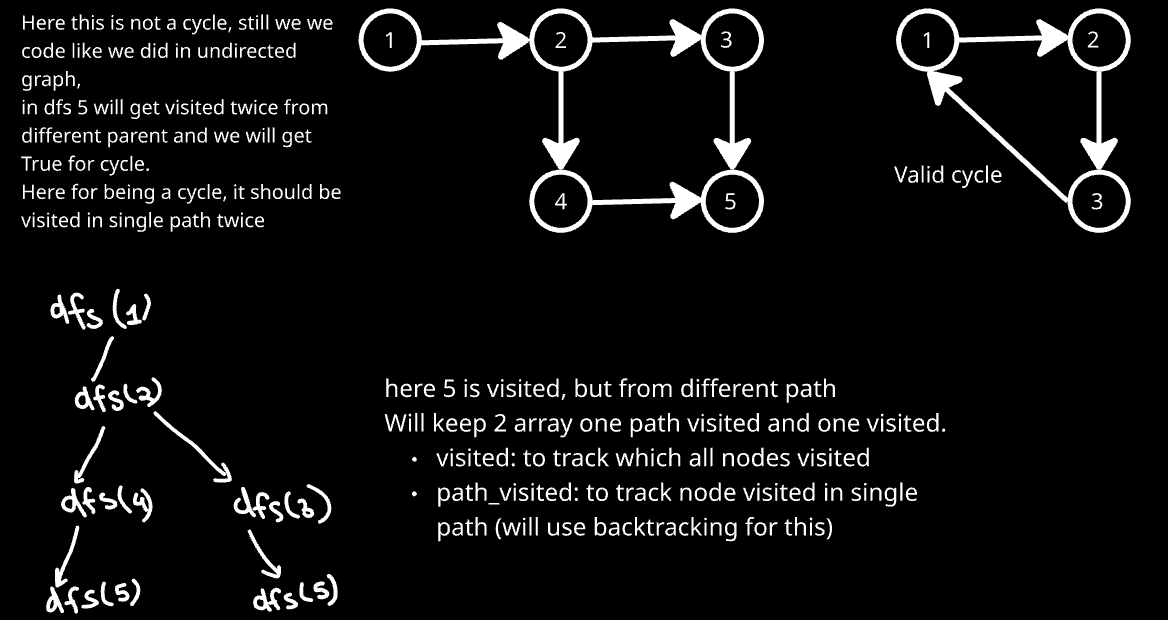 Here this is not a cycle, still we we
code like we did in undirected
graph,
in dfs 5 will get visited twice from
different parent and we will get
True for cycle.
Here for being a cycle, it should be
visited in single path twice
1
2
3
4
5
1
2
3
Valid cycle
dfs (1)
dfs(2)
dfs(4)
dfs(3)
dfs(5)
dfs(5)
here 5 is visited, but from different path
Will keep 2 array one path visited and one visited.
• visited: to track which all nodes visited
• path_visited: to track node visited in single
path (will use backtracking for this)